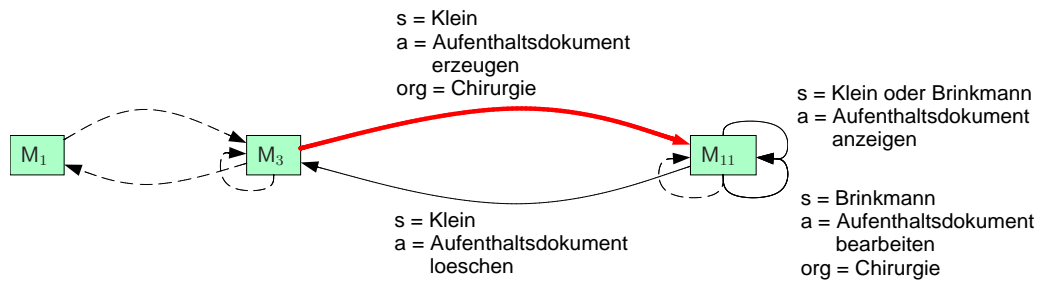 s = Klein
a = Aufenthaltsdokument
erzeugen
org = Chirurgie
s = Klein oder Brinkmann
a = Aufenthaltsdokument
anzeigen
M1
M3
M11
s = Klein
a = Aufenthaltsdokument
loeschen
s = Brinkmann
a = Aufenthaltsdokument
bearbeiten
org = Chirurgie